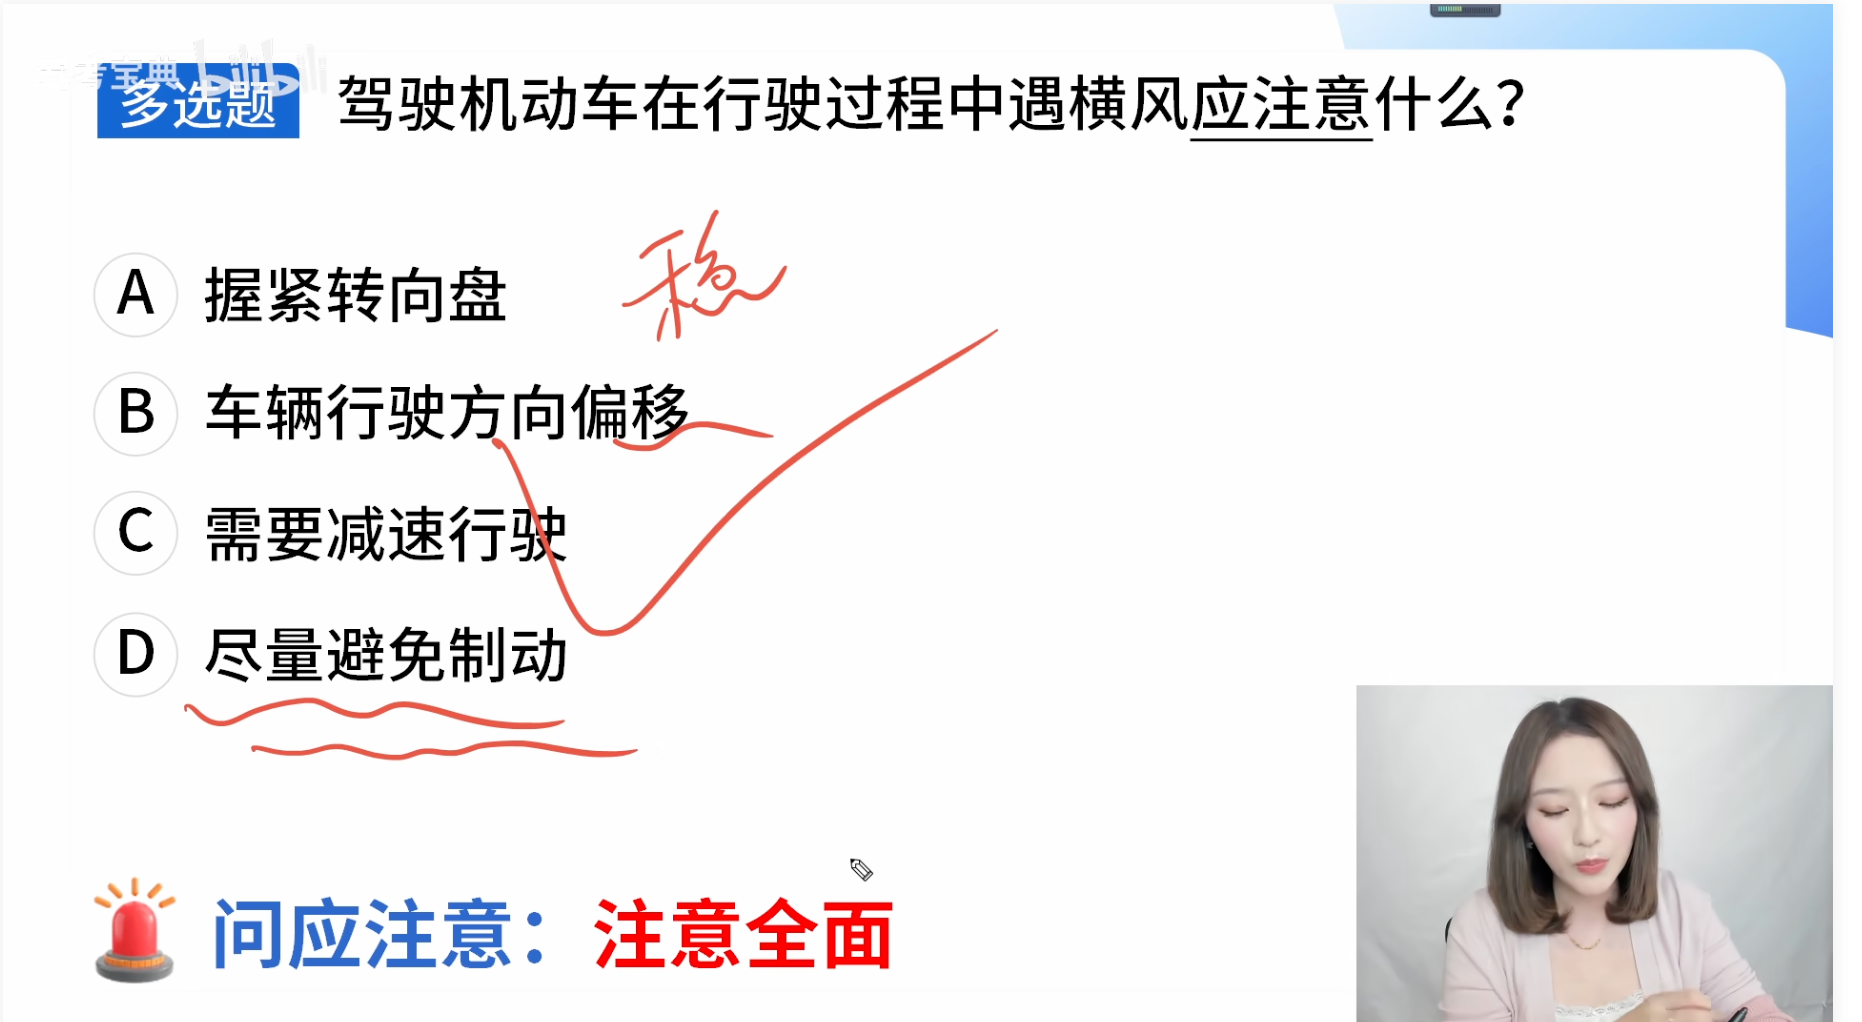 多选题 驾驶机动车在行驶过程中遇横风应注意什么？
A 握紧转向盘
稳
B 车辆行驶方向偏移
C 需要减速行驶
D 尽量避免制动
问应注意：注意全面
bilibili